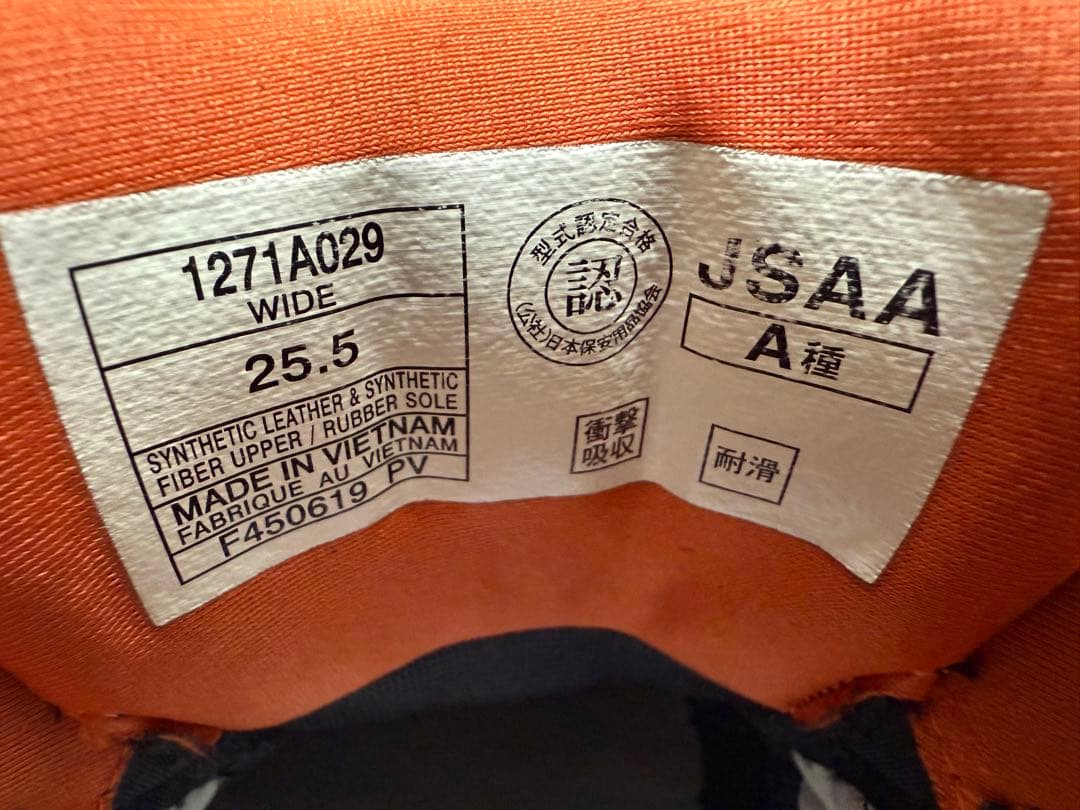 1271A029
WIDE
25.5
SYNTHETIC LEATHER & SYNTHETIC
FIBER UPPER / RUBBER SOLE
MADE IN VIETNAM
FABRIQUE AU VIETNAM
F450619 PV
型式認定合格
認
(公社)日本保安用品協会
JSAA
A種
衝撃
吸収
耐滑